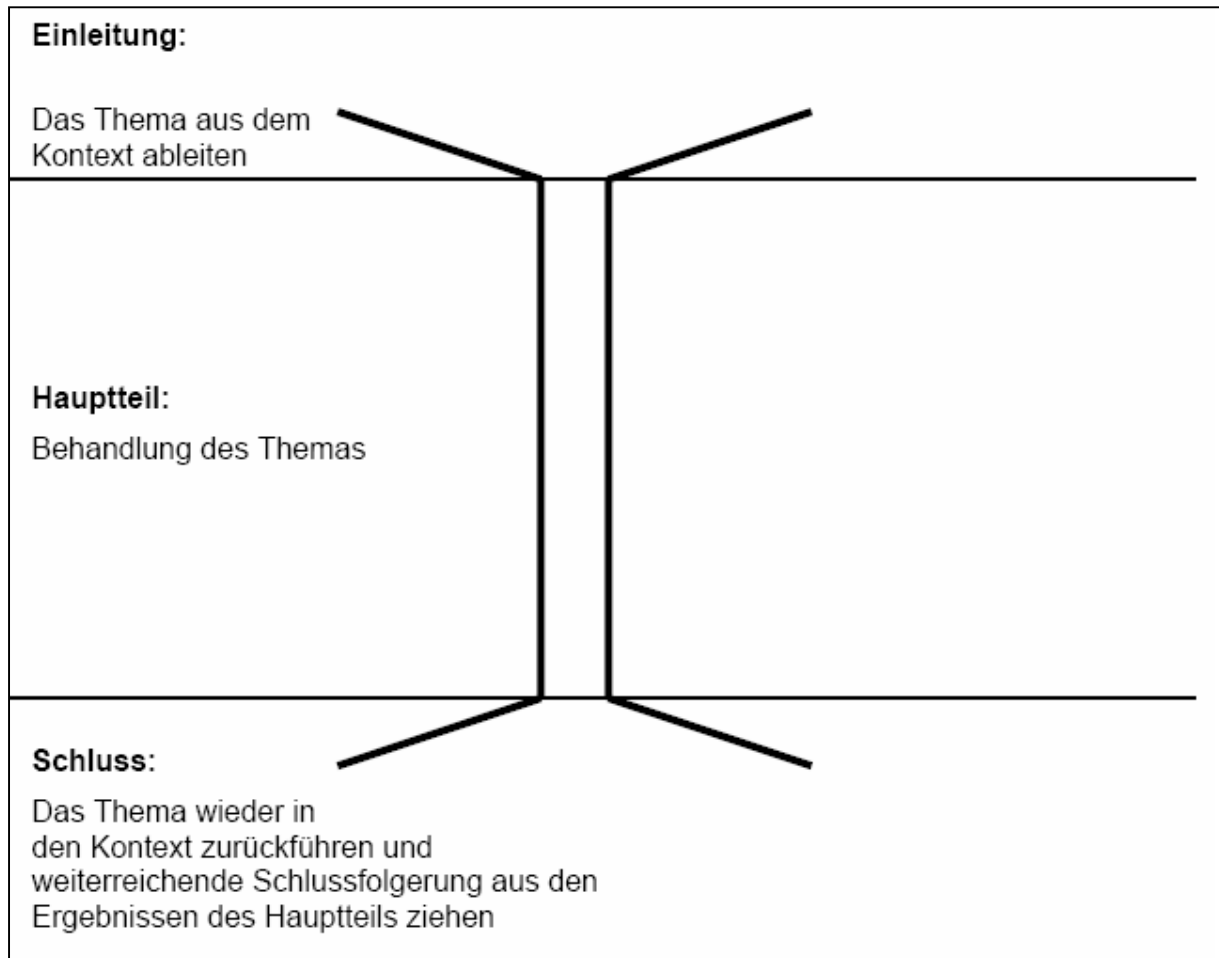 Einleitung:
Das Thema aus dem
Kontext ableiten
Hauptteil:
Behandlung des Themas
Schluss:
Das Thema wieder in
den Kontext zurückführen und
weiterreichende Schlussfolgerung aus den
Ergebnissen des Hauptteils ziehen